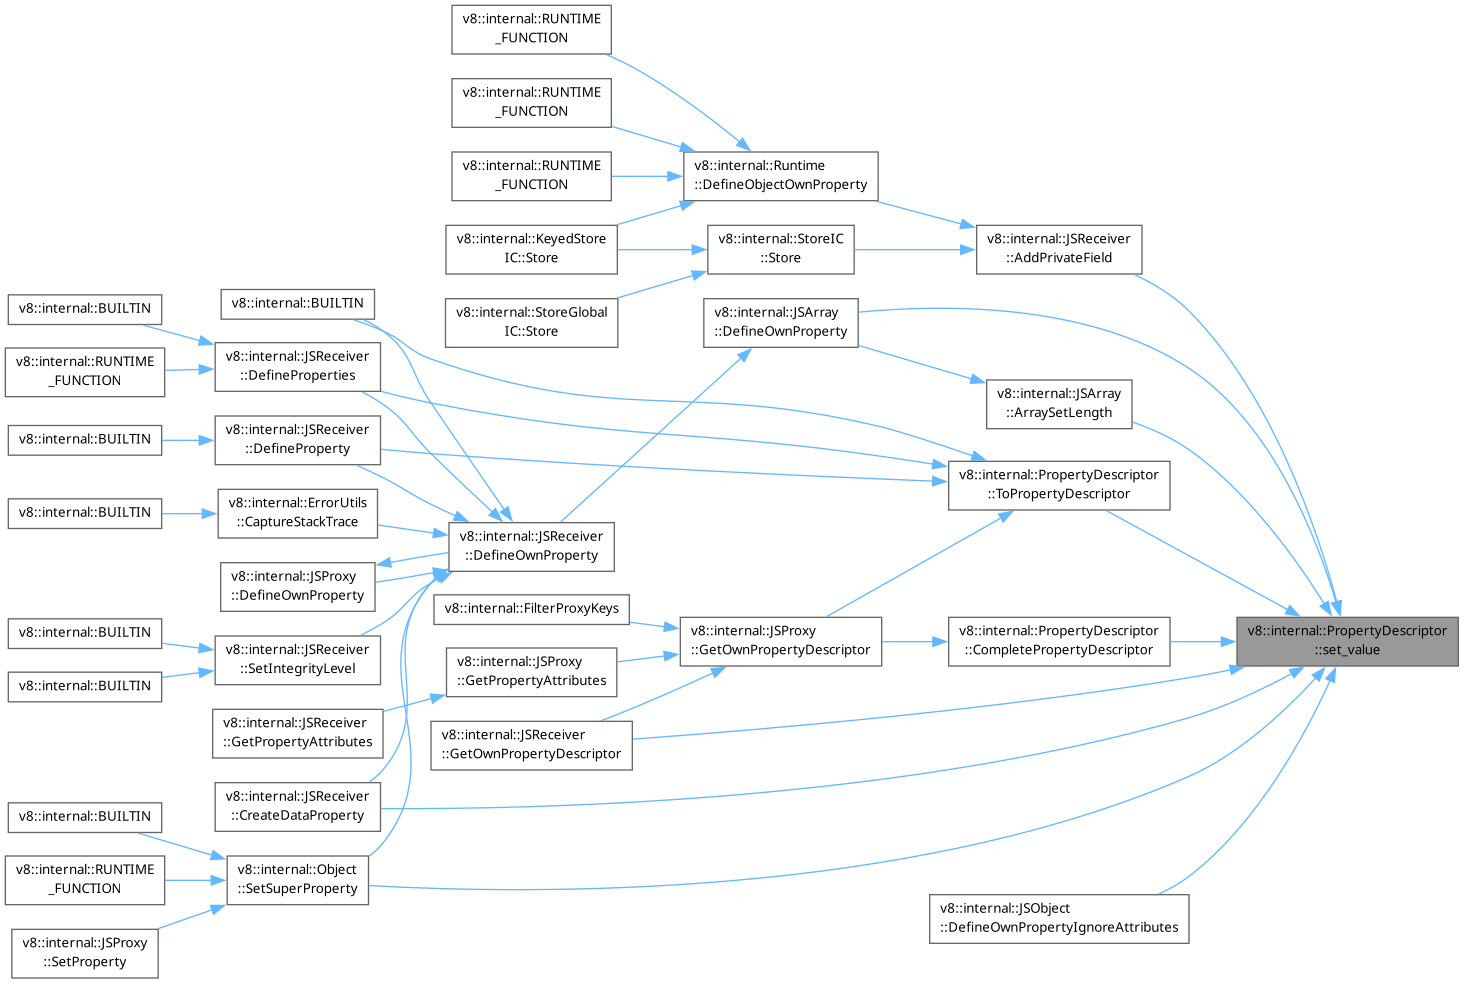 v8::internal::RUNTIME
_FUNCTION
v8::internal::RUNTIME
_FUNCTION
v8::internal::RUNTIME
_FUNCTION
v8::internal::Runtime
::DefineObjectOwnProperty
v8::internal::KeyedStore
IC::Store
v8::internal::StoreIC
::Store
v8::internal::JSReceiver
::AddPrivateField
v8::internal::BUILTIN
v8::internal::BUILTIN
v8::internal::StoreGlobal
IC::Store
v8::internal::JSArray
::DefineOwnProperty
v8::internal::RUNTIME
_FUNCTION
v8::internal::JSReceiver
::DefineProperties
v8::internal::JSArray
::ArraySetLength
v8::internal::BUILTIN
v8::internal::JSReceiver
::DefineProperty
v8::internal::PropertyDescriptor
::ToPropertyDescriptor
v8::internal::BUILTIN
v8::internal::ErrorUtils
::CaptureStackTrace
v8::internal::JSReceiver
::DefineOwnProperty
v8::internal::JSProxy
::DefineOwnProperty
v8::internal::FilterProxyKeys
v8::internal::BUILTIN
v8::internal::JSReceiver
::SetIntegrityLevel
v8::internal::JSProxy
::GetOwnPropertyDescriptor
v8::internal::PropertyDescriptor
::CompletePropertyDescriptor
v8::internal::PropertyDescriptor
::set_value
v8::internal::BUILTIN
v8::internal::JSProxy
::GetPropertyAttributes
v8::internal::JSReceiver
::GetPropertyAttributes
v8::internal::JSReceiver
::GetOwnPropertyDescriptor
v8::internal::JSReceiver
::CreateDataProperty
v8::internal::BUILTIN
v8::internal::RUNTIME
_FUNCTION
v8::internal::Object
::SetSuperProperty
v8::internal::JSObject
::DefineOwnPropertyIgnoreAttributes
v8::internal::JSProxy
::SetProperty